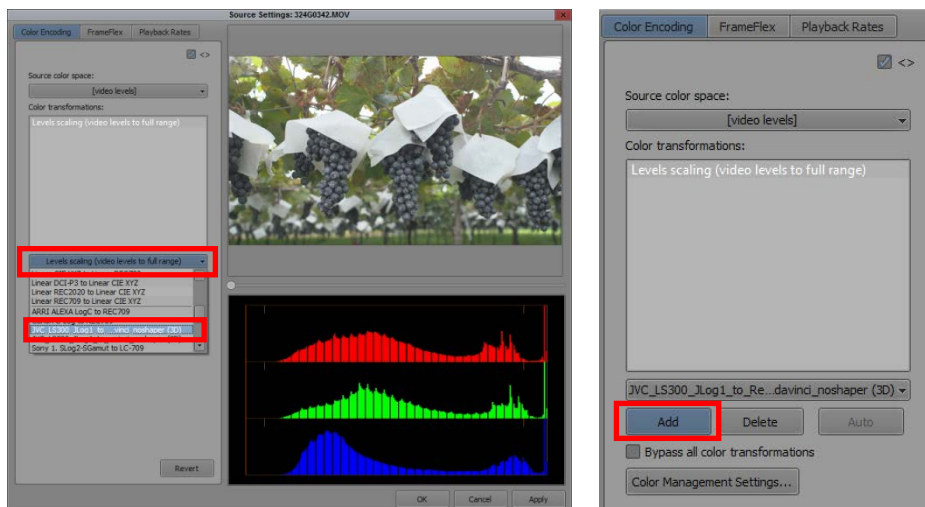 Source Settings: 324G0342.MOV
Color Encoding FrameFlex Playback Rates
<>
Source color space:
[video levels]
Color transformations:
Levels scaling (video levels to full range)
Levels scaling (video levels to full range)
Linear DCI-P3 to Linear CIE XYZ
Linear REC2020 to Linear CIE XYZ
Linear REC709 to Linear CIE XYZ
ARRI ALEXA LogC to REC709
JVC_LS300_JLog1_to_...vinci_noshaper (3D)
Sony 1. SLog2-SGamut to LC-709
Revert
OK Cancel Apply
Color Encoding FrameFlex Playback Rates
<>
Source color space:
[video levels]
Color transformations:
Levels scaling (video levels to full range)
JVC_LS300_JLog1_to_Re...davinci_noshaper (3D)
Add Delete Auto
Bypass all color transformations
Color Management Settings...